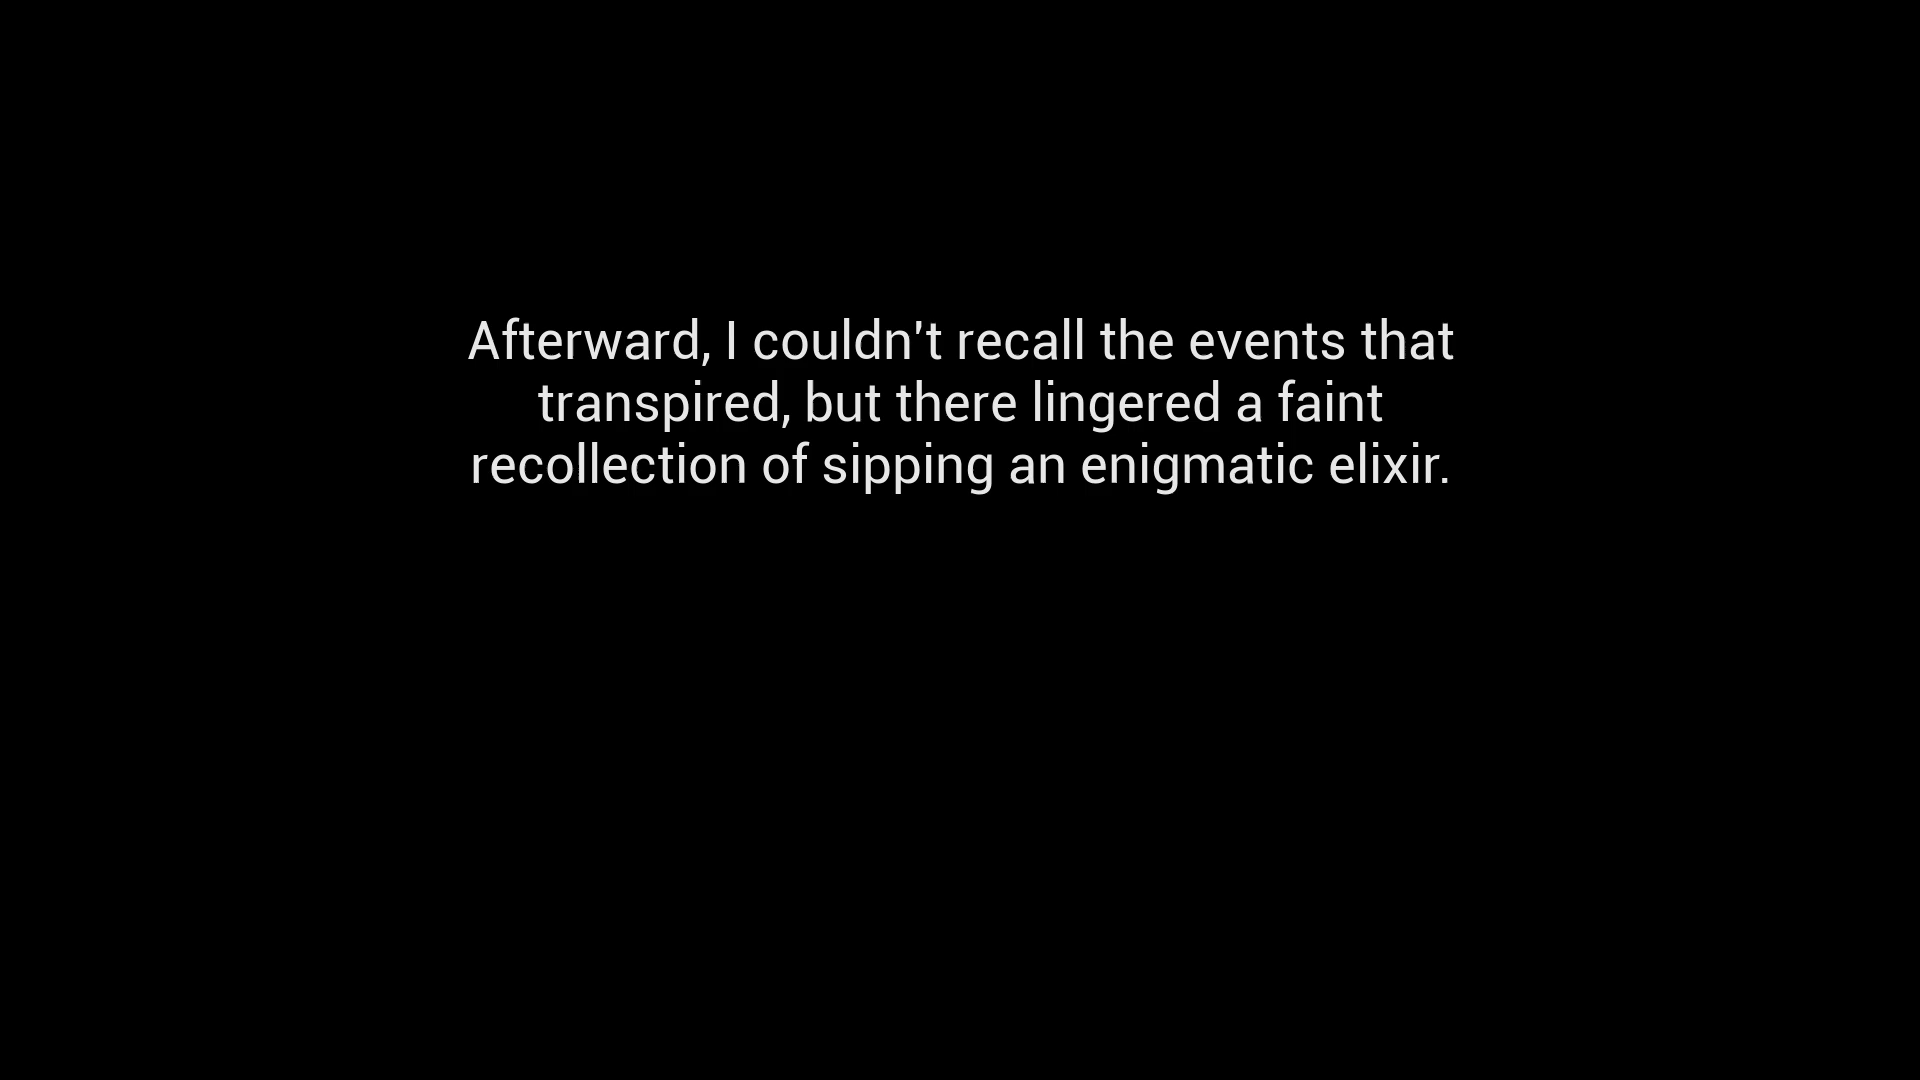 Afterward, I couldn't recall the events that
transpired, but there lingered a faint
recollection of sipping an enigmatic elixir.